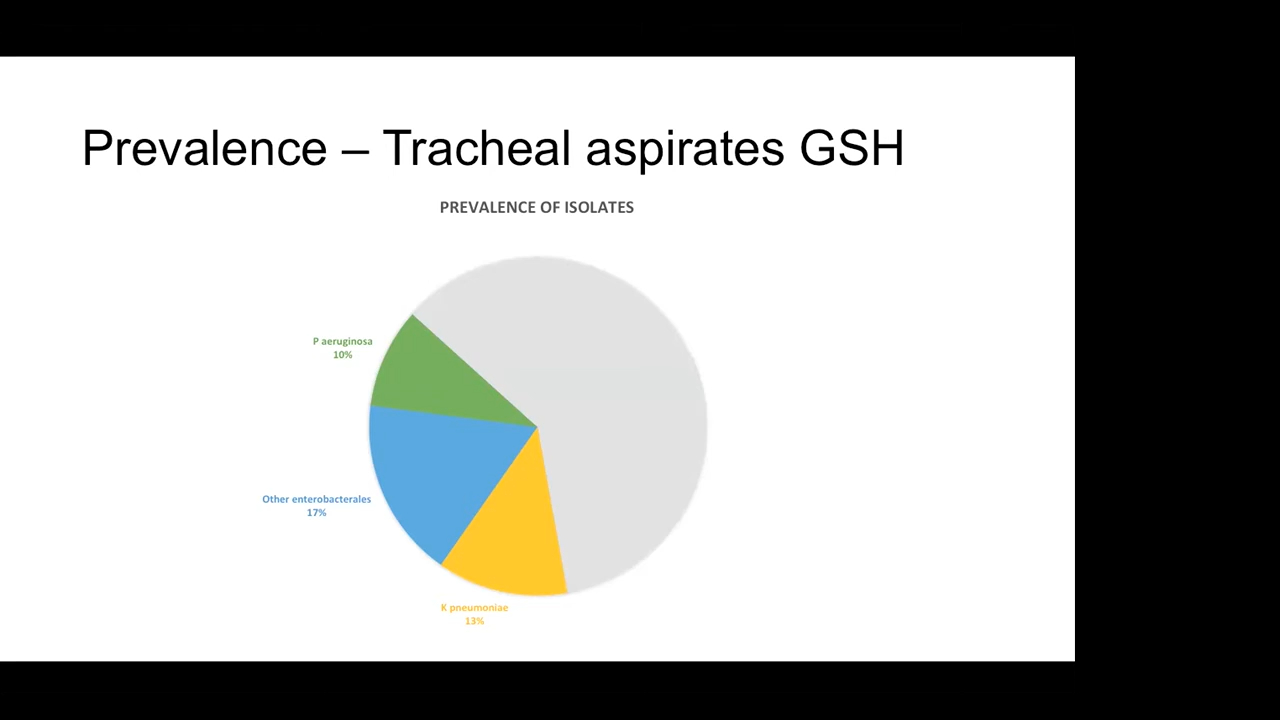 Prevalence – Tracheal aspirates GSH
PREVALENCE OF ISOLATES
P aeruginosa
10%
Other enterobacterales
17%
K pneumoniae
13%